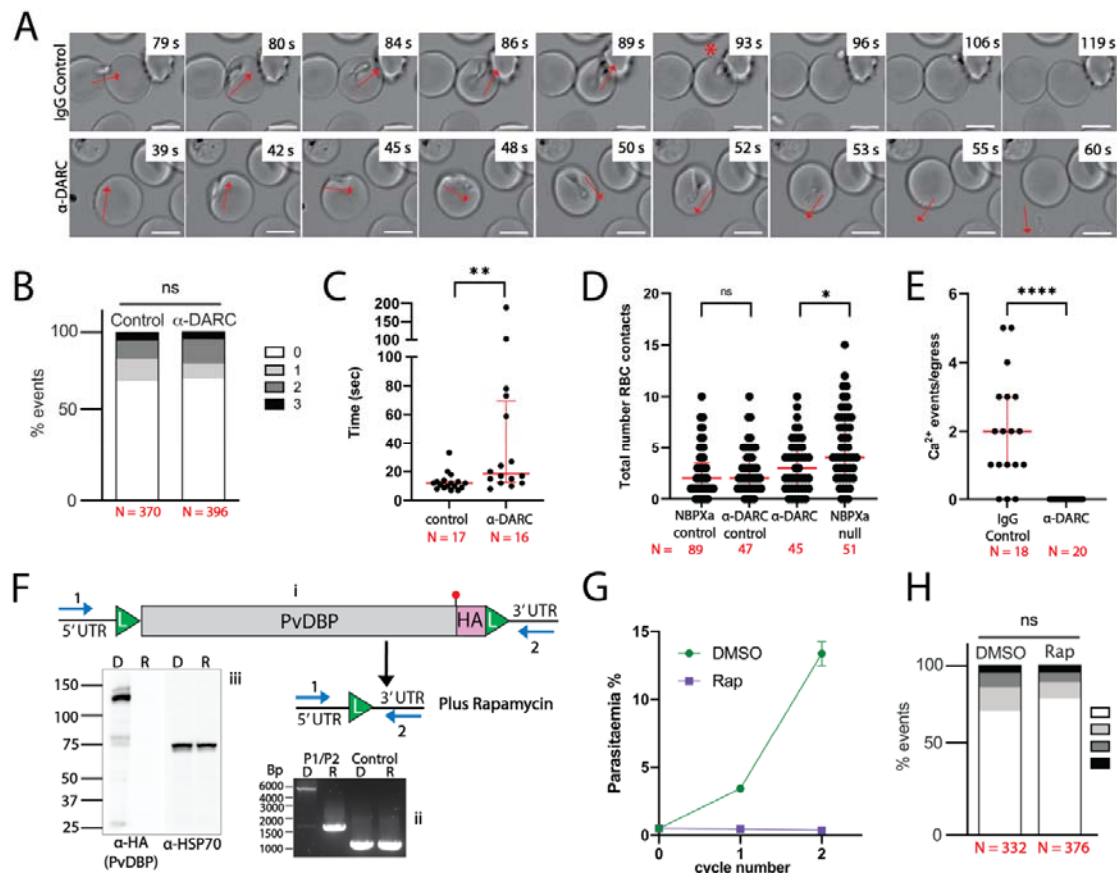 A
IgG Control
79 s
80 s
84 s
86 s
89 s
*
93 s
96 s
106 s
119 s
α-DARC
39 s
42 s
45 s
48 s
50 s
52 s
53 s
55 s
60 s
B
ns
Control α-DARC
100
50
0
% events
N = 370 N = 396
0
1
2
3
C
**
200
150
100
100
80
60
40
20
0
Time (sec)
control α-DARC
N = 17 N = 16
D
ns
*
20
15
10
5
0
Total number RBC contacts
NBPXa control
α-DARC control
α-DARC
NBPXa null
N = 89 47 45 51
E
****
6
4
2
0
Ca²⁺ events/egress
IgG Control
α-DARC
N = 18 N = 20
F
i
1
5' UTR
L
PvDBP
HA
L
3' UTR
2
1
5' UTR
L
3' UTR
2
Plus Rapamycin
iii
D R D R
150
100
75
50
37
25
α-HA (PvDBP)
α-HSP70
ii
P1/P2 Control
Bp D R D R
6000
5000
4000
3000
2000
1500
1000
G
15
10
5
0
Parasitaemia %
DMSO
Rap
0 1 2
cycle number
H
ns
DMSO Rap
100
50
0
% events
N = 332 N = 376